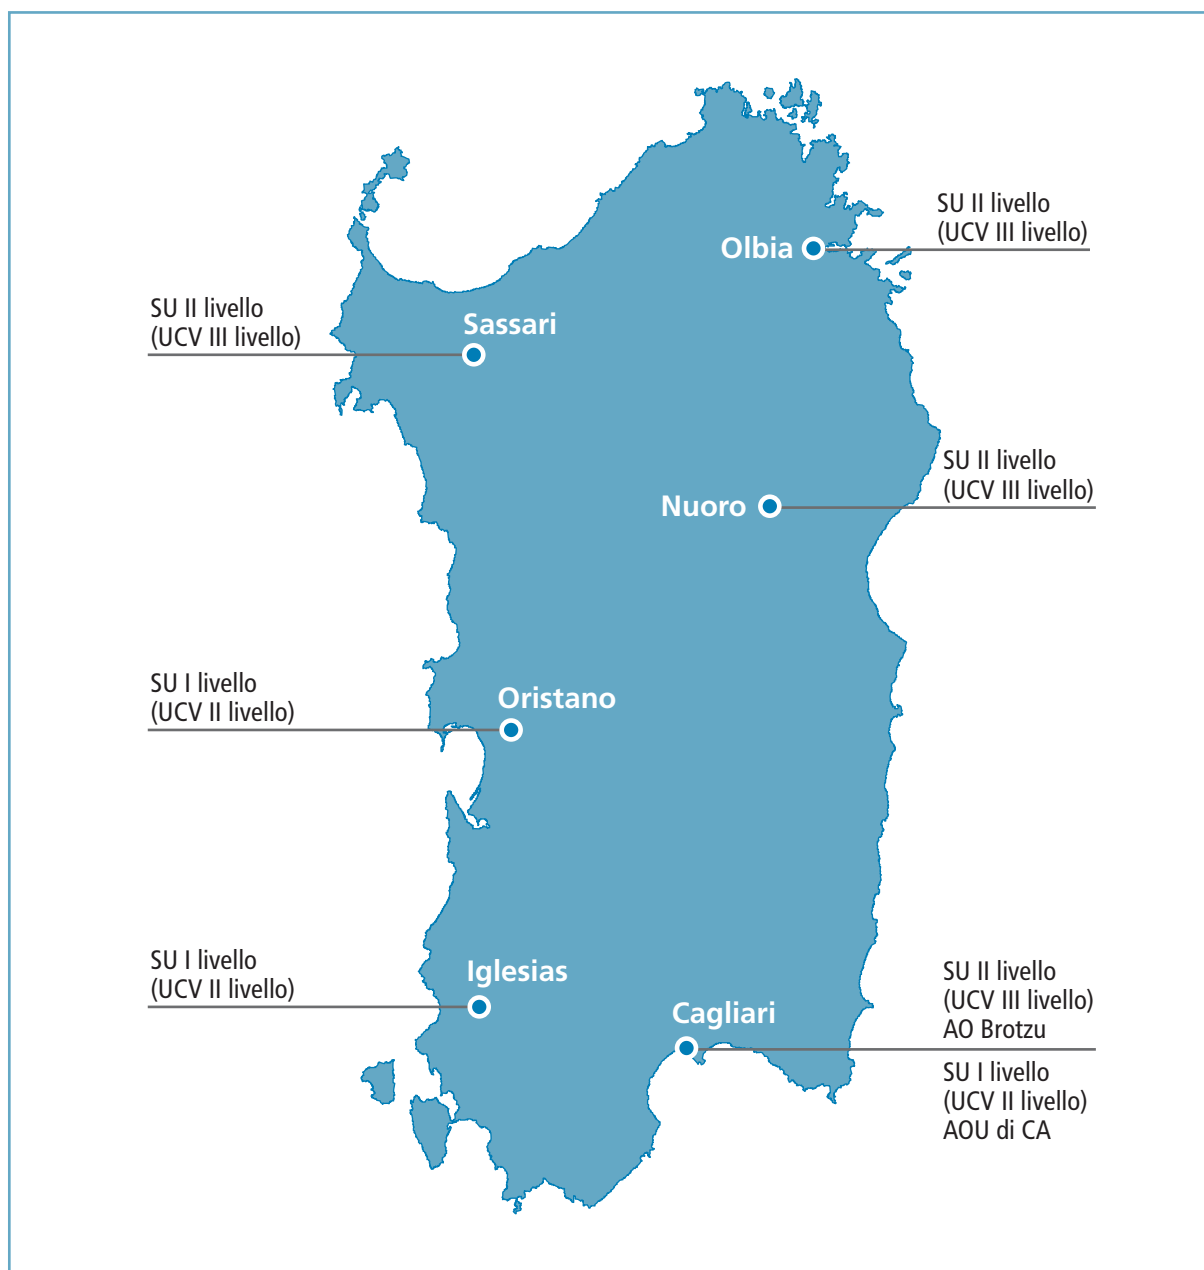 SU II livello
(UCV III livello)
Olbia
SU II livello
(UCV III livello)
Sassari
SU II livello
(UCV III livello)
Nuoro
SU I livello
(UCV II livello)
Oristano
SU I livello
(UCV II livello)
Iglesias
Cagliari
SU II livello
(UCV III livello)
AO Brotzu
SU I livello
(UCV II livello)
AOU di CA